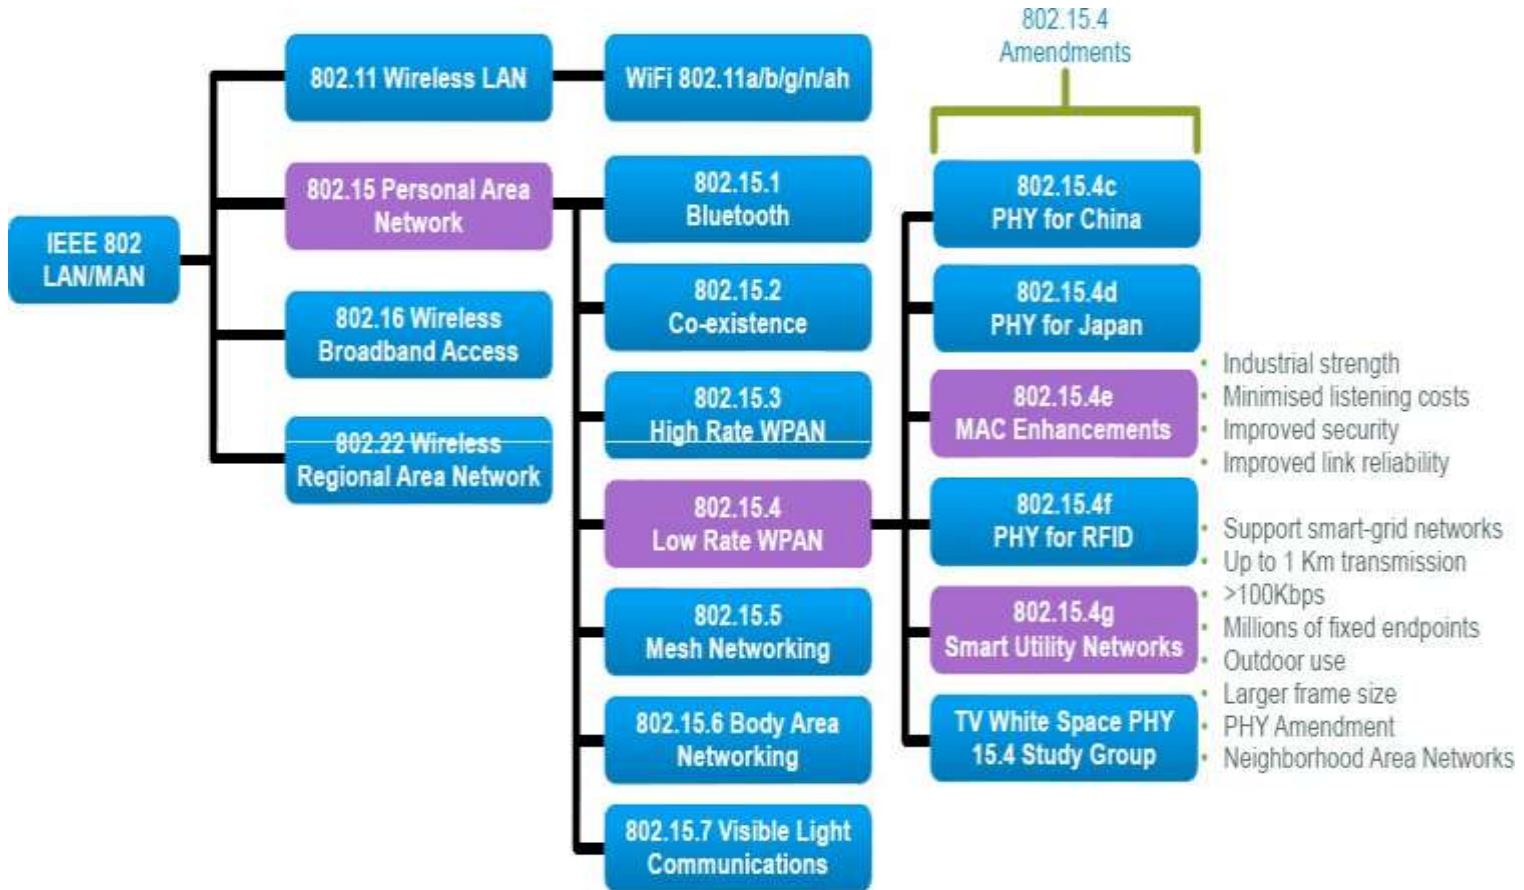 IEEE 802
LAN/MAN
802.11 Wireless LAN
802.15 Personal Area
Network
802.16 Wireless
Broadband Access
802.22 Wireless
Regional Area Network
WiFi 802.11a/b/g/n/ah
802.15.1
Bluetooth
802.15.2
Co-existence
802.15.3
High Rate WPAN
802.15.4
Low Rate WPAN
802.15.5
Mesh Networking
802.15.6 Body Area
Networking
802.15.7 Visible Light
Communications
802.15.4
Amendments
802.15.4c
PHY for China
802.15.4d
PHY for Japan
802.15.4e
MAC Enhancements
802.15.4f
PHY for RFID
802.15.4g
Smart Utility Networks
TV White Space PHY
15.4 Study Group
• Industrial strength
• Minimised listening costs
• Improved security
• Improved link reliability
• Support smart-grid networks
• Up to 1 Km transmission
• >100Kbps
• Millions of fixed endpoints
• Outdoor use
• Larger frame size
• PHY Amendment
• Neighborhood Area Networks